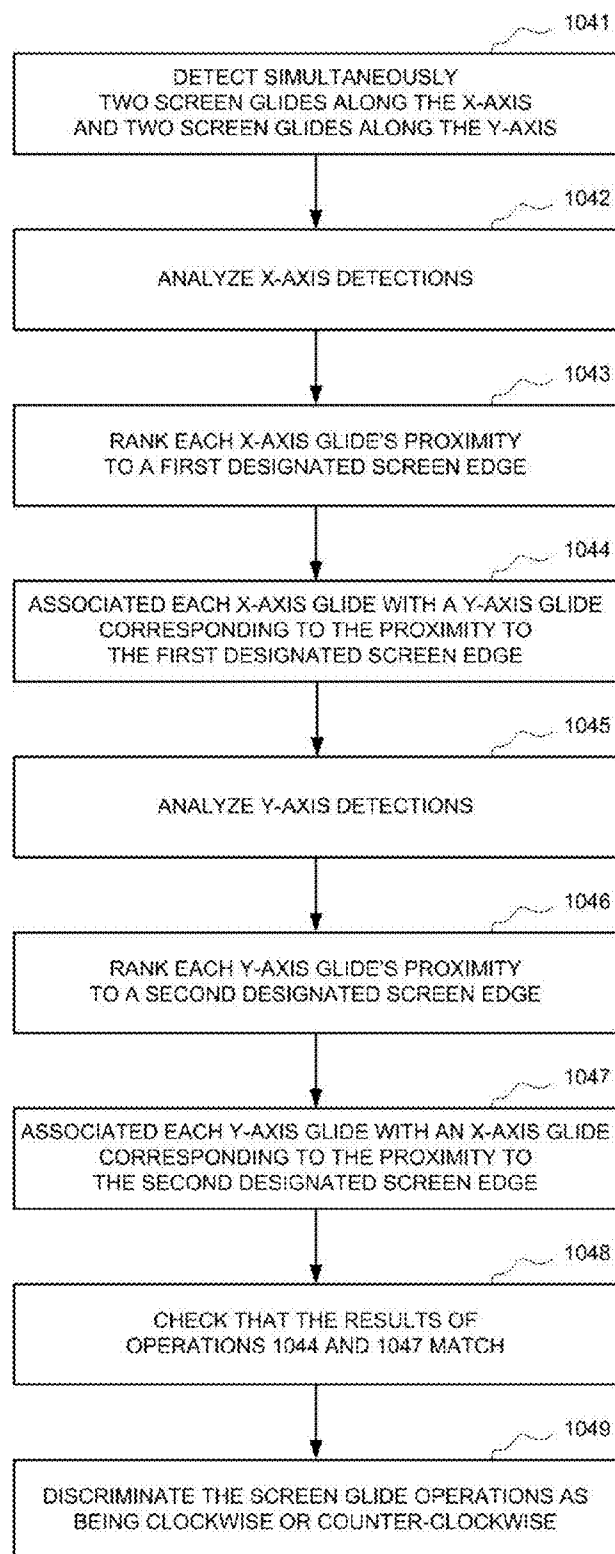 1041
DETECT SIMULTANEOUSLY
TWO SCREEN GLIDES ALONG THE X-AXIS
AND TWO SCREEN GLIDES ALONG THE Y-AXIS
1042
ANALYZE X-AXIS DETECTIONS
1043
RANK EACH X-AXIS GLIDE'S PROXIMITY
TO A FIRST DESIGNATED SCREEN EDGE
1044
ASSOCIATED EACH X-AXIS GLIDE WITH A Y-AXIS GLIDE
CORRESPONDING TO THE PROXIMITY TO
THE FIRST DESIGNATED SCREEN EDGE
1045
ANALYZE Y-AXIS DETECTIONS
1046
RANK EACH Y-AXIS GLIDE'S PROXIMITY
TO A SECOND DESIGNATED SCREEN EDGE
1047
ASSOCIATED EACH Y-AXIS GLIDE WITH AN X-AXIS GLIDE
CORRESPONDING TO THE PROXIMITY TO
THE SECOND DESIGNATED SCREEN EDGE
1048
CHECK THAT THE RESULTS OF
OPERATIONS 1044 AND 1047 MATCH
1049
DISCRIMINATE THE SCREEN GLIDE OPERATIONS AS
BEING CLOCKWISE OR COUNTER-CLOCKWISE